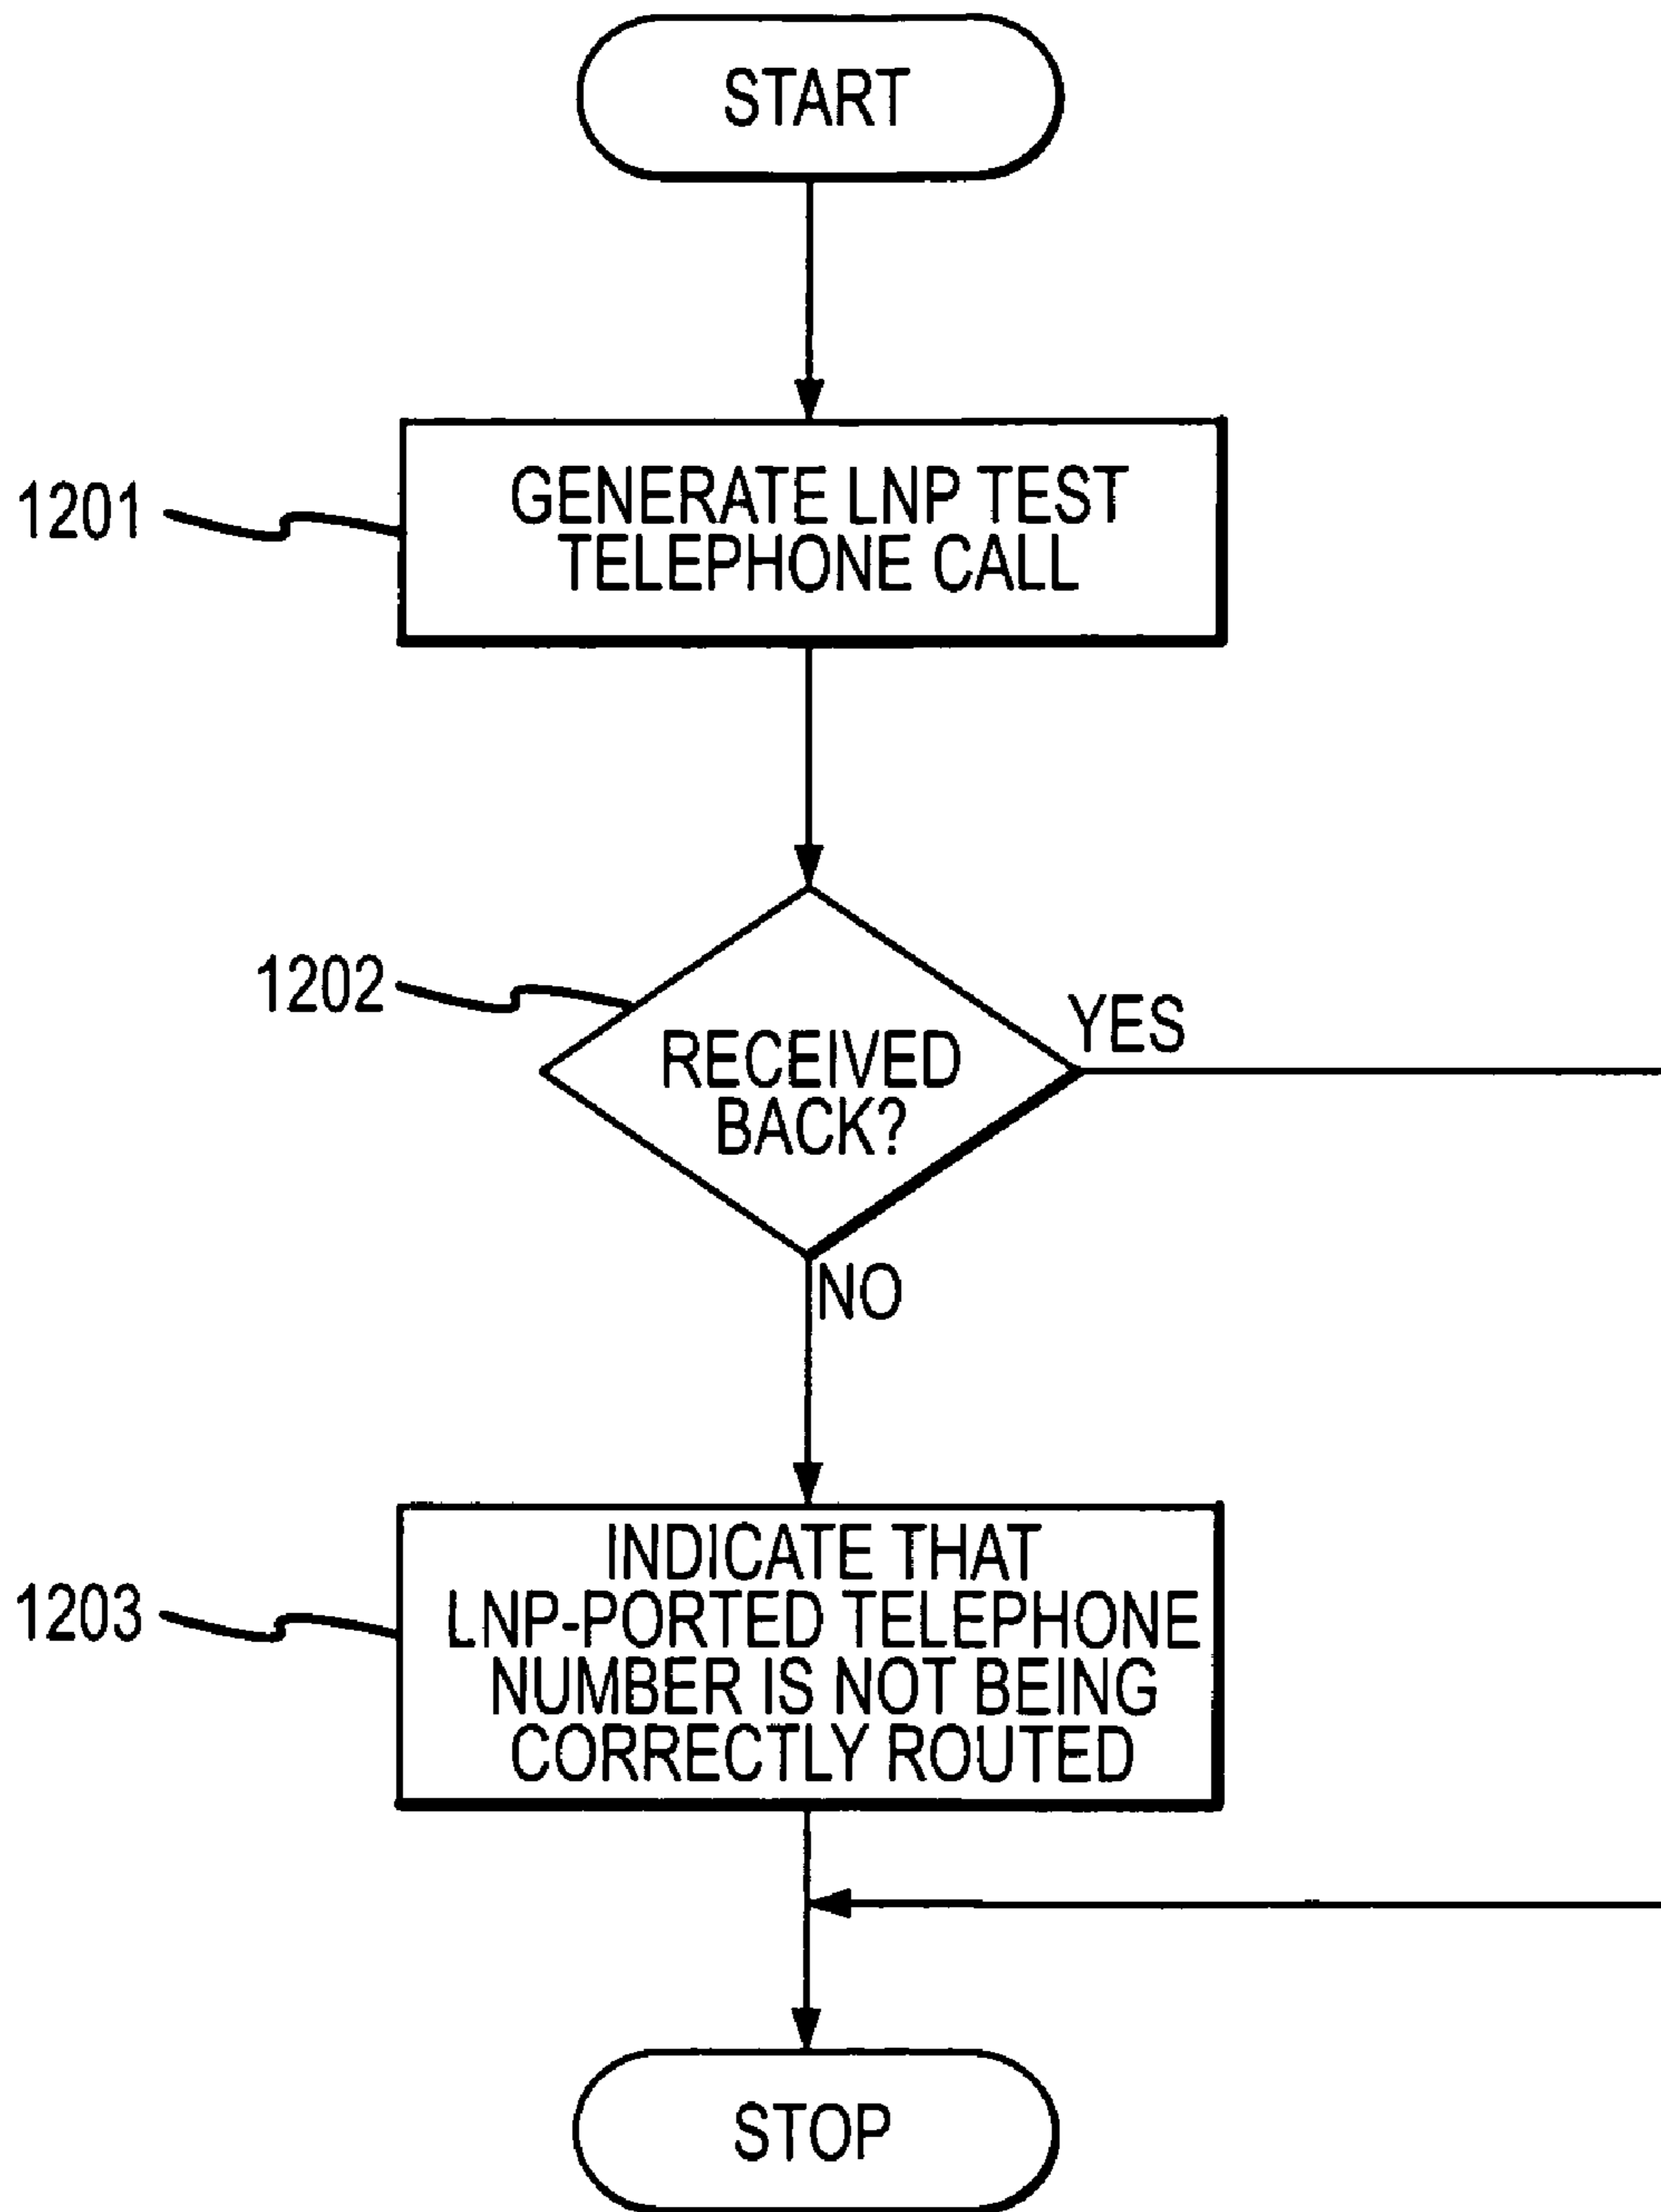 START
1201
GENERATE LNP TEST
TELEPHONE CALL
1202
YES
RECEIVED
BACK?
NO
1203
INDICATE THAT
LNP-PORTED TELEPHONE
NUMBER IS NOT BEING
CORRECTLY ROUTED
STOP